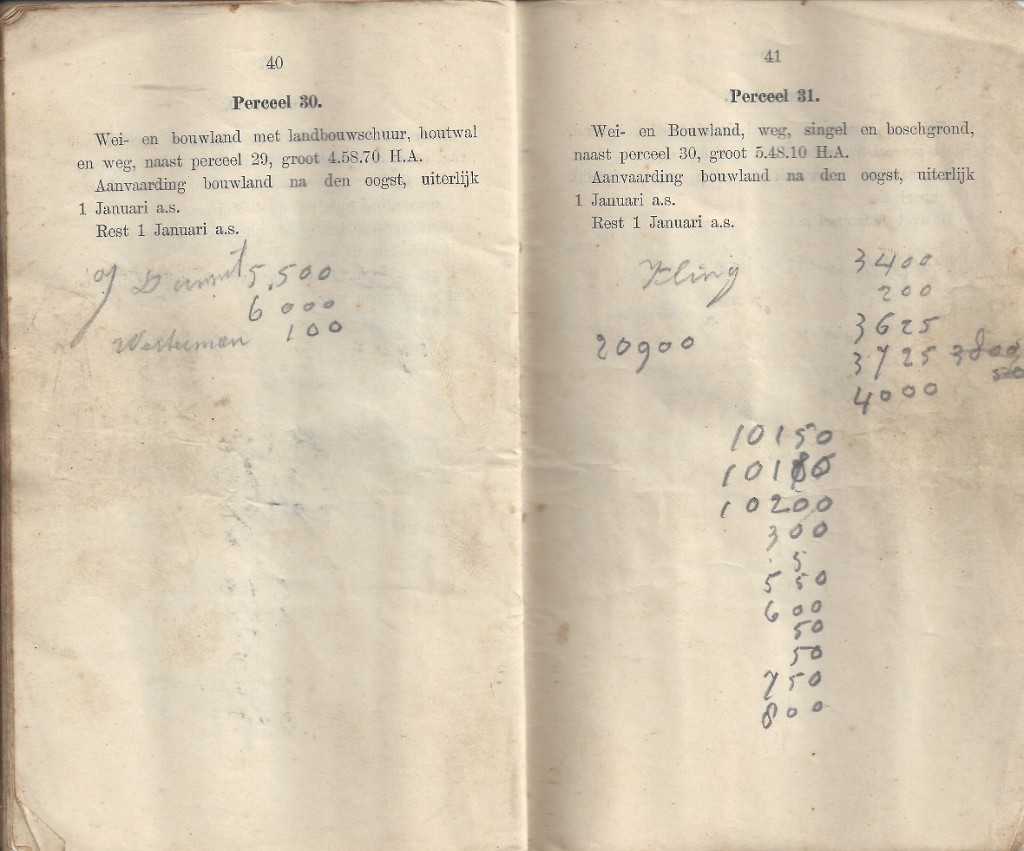 40
Perceel 30.
Wei- en bouwland met landbouwschuur, houtwal
en weg, naast perceel 29, groot 4.58.70 H.A.
Aanvaarding bouwland na den oogst, uiterlijk
1 Januari a.s.
Rest 1 Januari a.s.
5,500
6000
Westerman 100
41
Perceel 31.
Wei- en Bouwland, weg, singel en boschgrond,
naast perceel 30, groot 5.48.10 H.A.
Aanvaarding bouwland na den oogst, uiterlijk
1 Januari a.s.
Rest 1 Januari a.s.
Kling 3400
200
3625
20900
3725 3800
4000
10150
10200
300
5
550
600
50
50
750
800